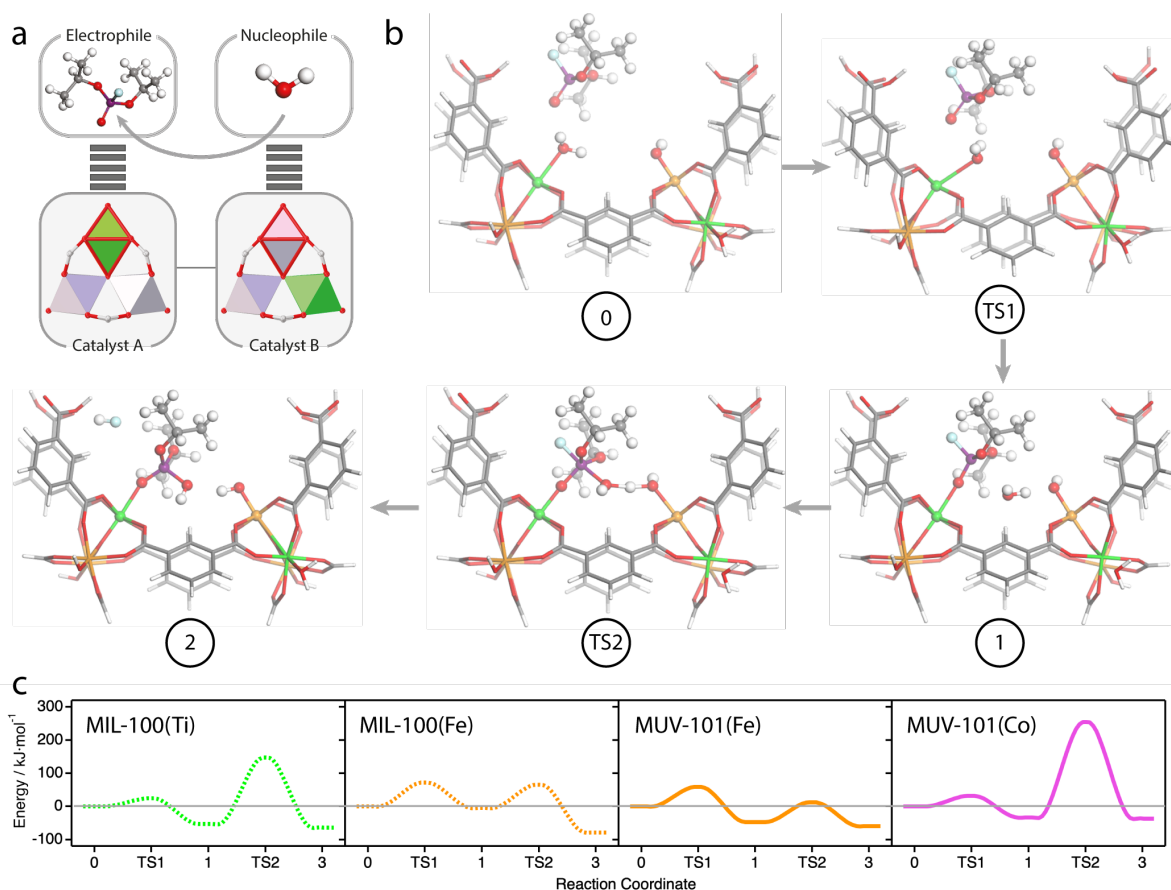 a
Electrophile
Nucleophile
Catalyst A
Catalyst B
b
0
TS1
2
TS2
1
c
Energy / kJ·mol⁻¹
300
200
100
0
-100
MIL-100(Ti)
MIL-100(Fe)
MUV-101(Fe)
MUV-101(Co)
0 TS1 1 TS2 3
0 TS1 1 TS2 3
0 TS1 1 TS2 3
0 TS1 1 TS2 3
Reaction Coordinate